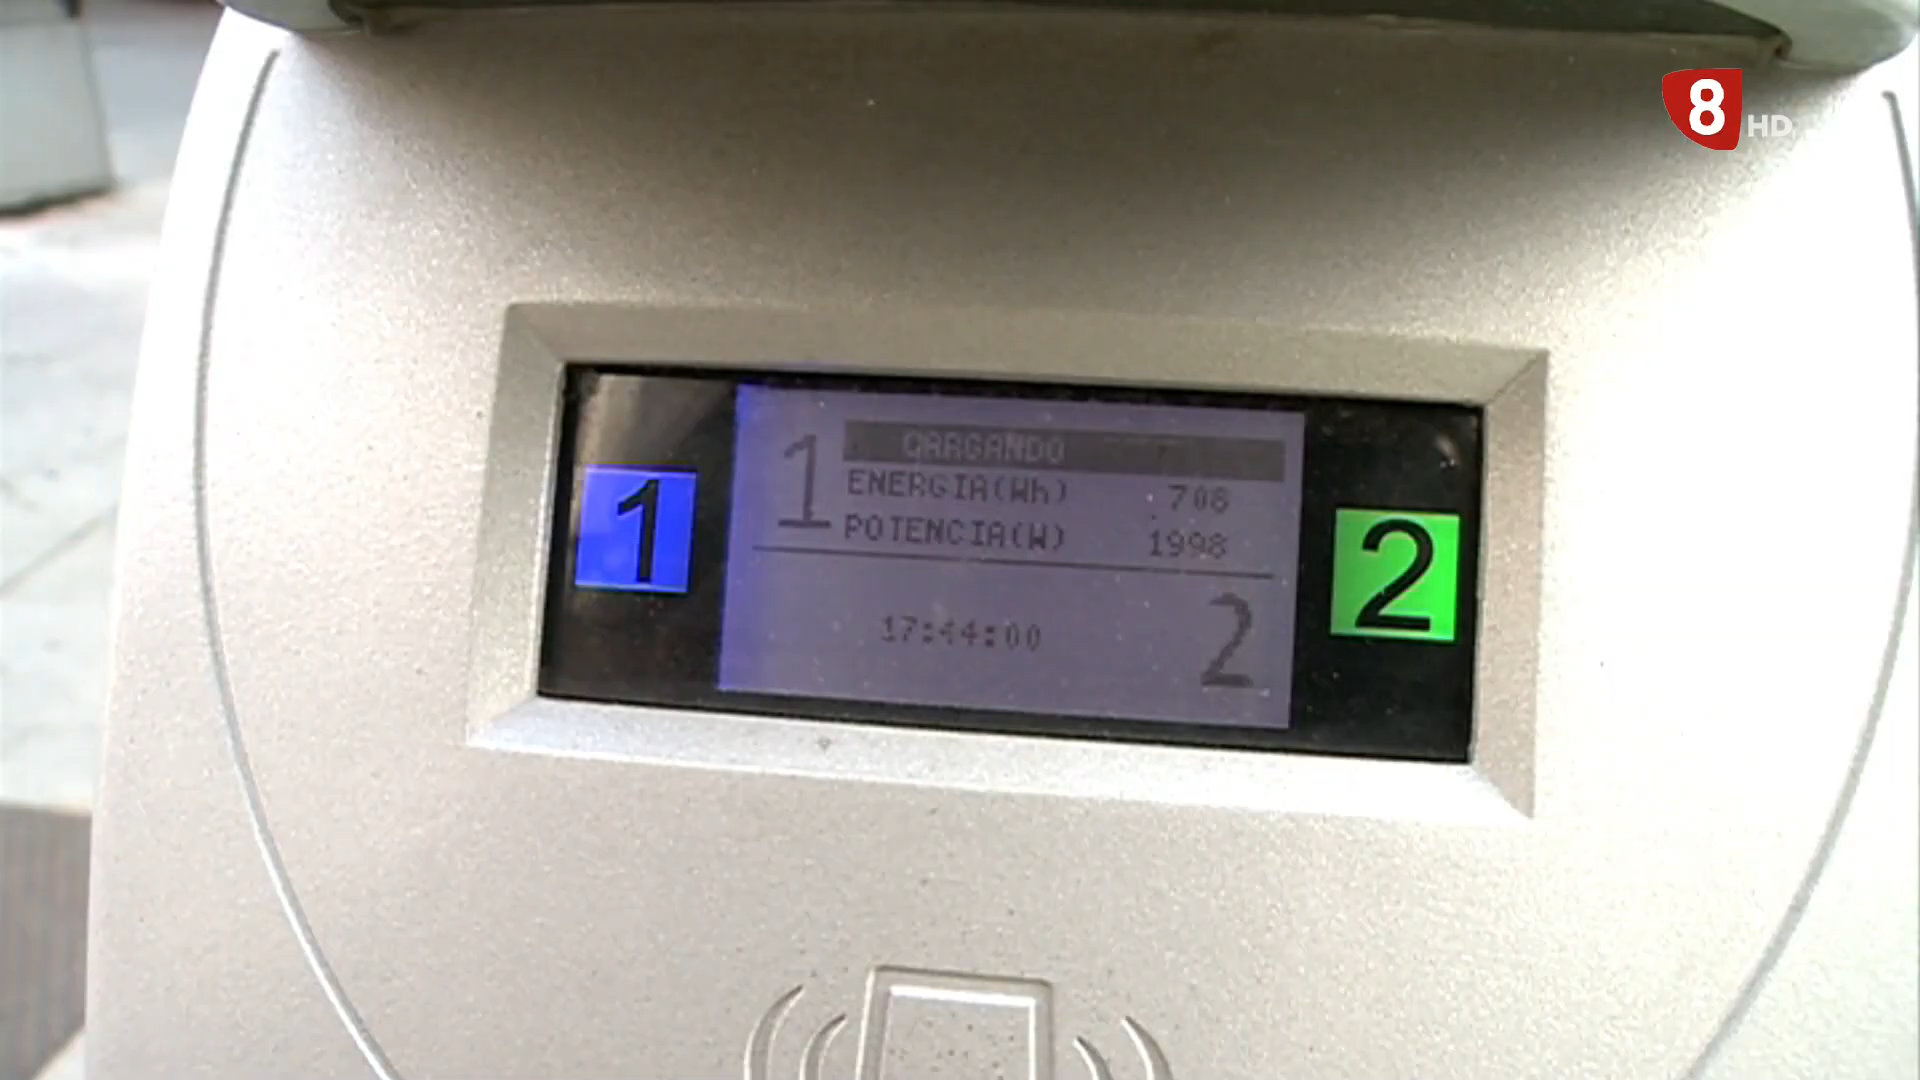 8 HD
1
1
CARGANDO
ENERGIA(Wh) 708
POTENCIA(W) 1998
17:44:00
2
2